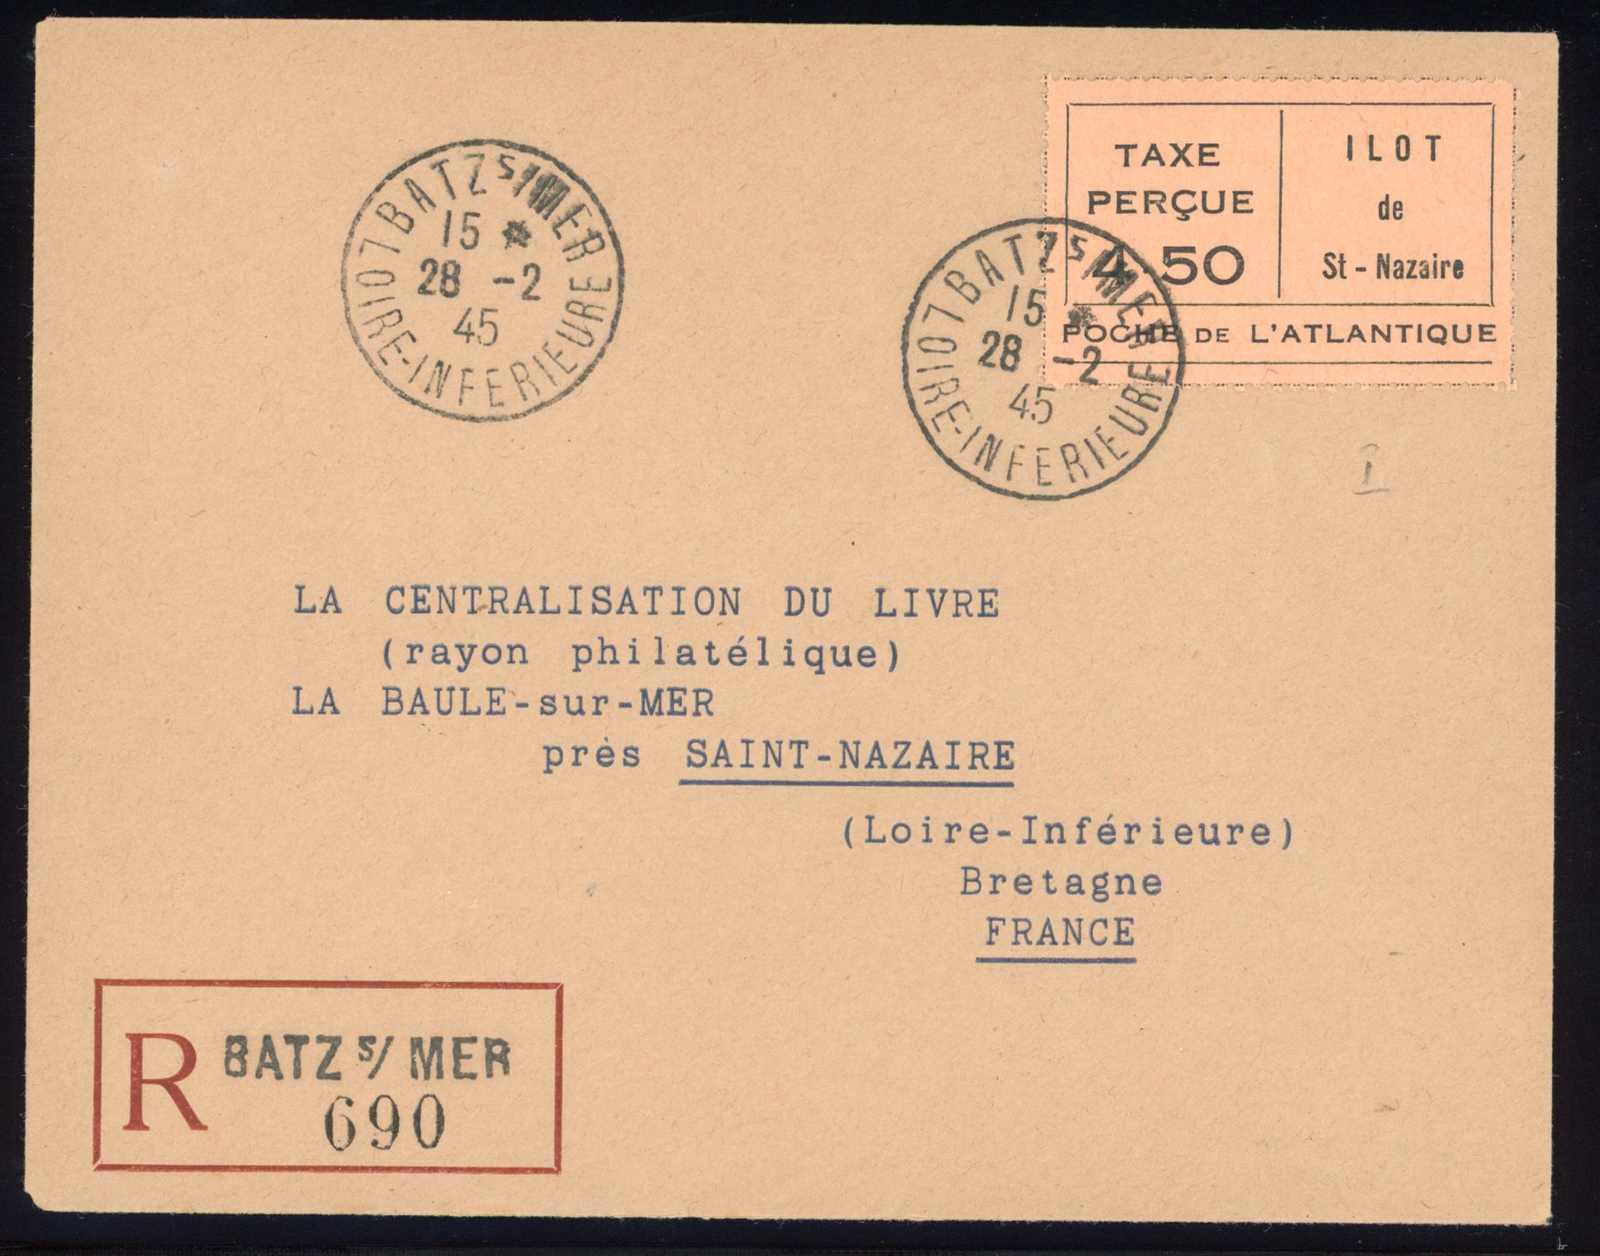 BATZ S/MER
15 *
28 -2
45
LOIRE-INFERIEURE
107
BATZ S/MER
15 *
28 -2
45
LOIRE-INFERIEURE
107
TAXE
PERÇUE
4 50
ILOT
de
St - Nazaire
POCHE DE L'ATLANTIQUE
I
LA CENTRALISATION DU LIVRE
(rayon philatélique)
LA BAULE-sur-MER
près SAINT-NAZAIRE
(Loire-Inférieure)
Bretagne
FRANCE
R BATZ S/ MER
690